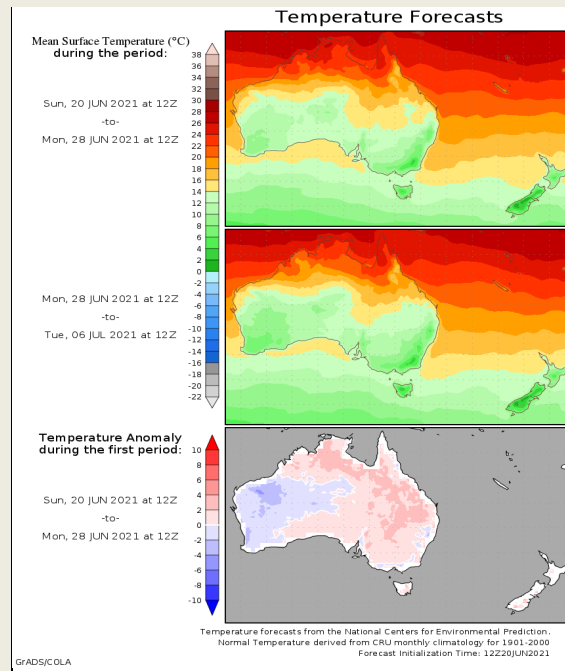 Temperature Forecasts
Mean Surface Temperature (°C)
during the period:
38
36
34
32
30
28
26
24
22
20
18
16
14
12
10
8
6
4
2
0
-2
-4
-6
-8
-10
-12
-14
-16
-18
-20
-22
Sun, 20 JUN 2021 at 12Z
-to-
Mon, 28 JUN 2021 at 12Z
Mon, 28 JUN 2021 at 12Z
-to-
Tue, 06 JUL 2021 at 12Z
Temperature Anomaly
during the first period:
10
8
6
4
2
0
-2
-4
-6
-8
-10
Sun, 20 JUN 2021 at 12Z
-to-
Mon, 28 JUN 2021 at 12Z
Temperature forecasts from the National Centers for Environmental Prediction.
Normal Temperature derived from CRU monthly climatology for 1901-2000
Forecast Initialization Time: 12Z20JUN2021
GrADS/COLA